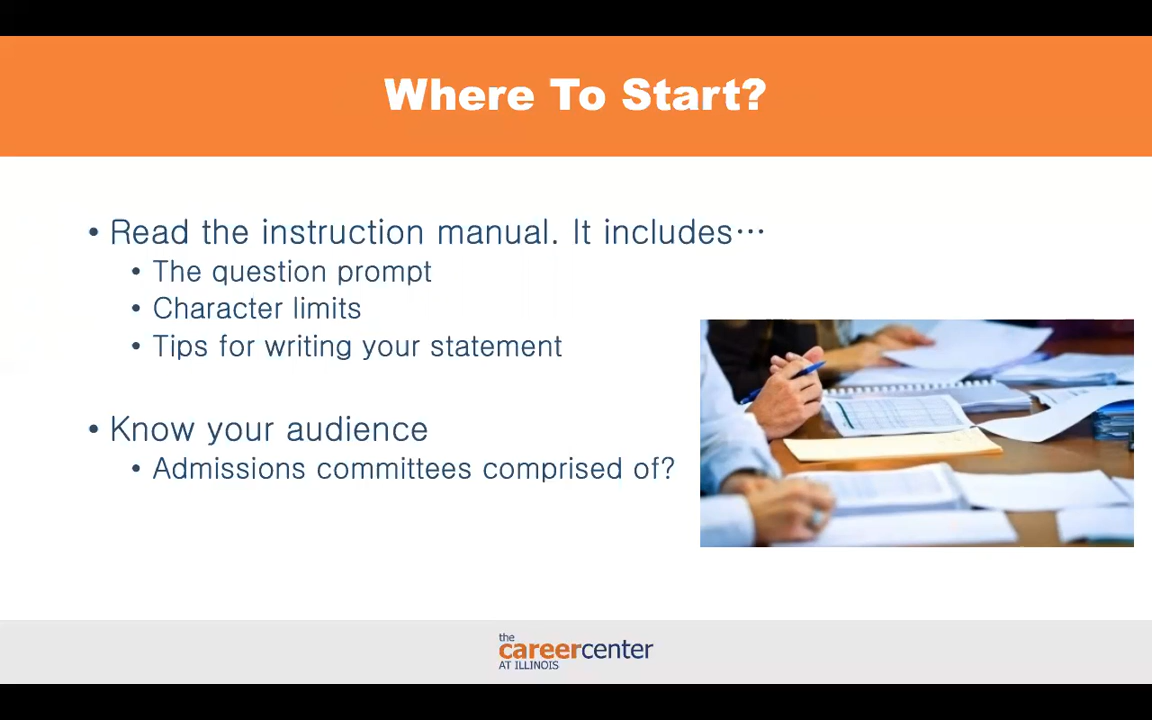 Where To Start?
• Read the instruction manual. It includes…
• The question prompt
• Character limits
• Tips for writing your statement
• Know your audience
• Admissions committees comprised of?
the
careercenter
AT ILLINOIS